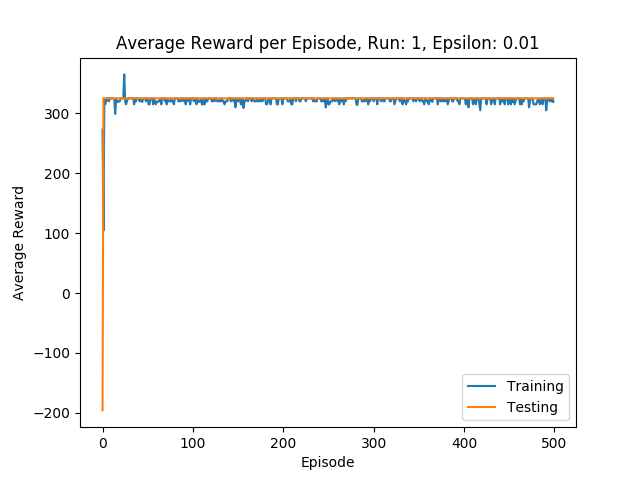 Average Reward per Episode, Run: 1, Epsilon: 0.01
Average Reward
300
200
100
0
−100
−200
0
100
200
300
400
500
Episode
Training
Testing